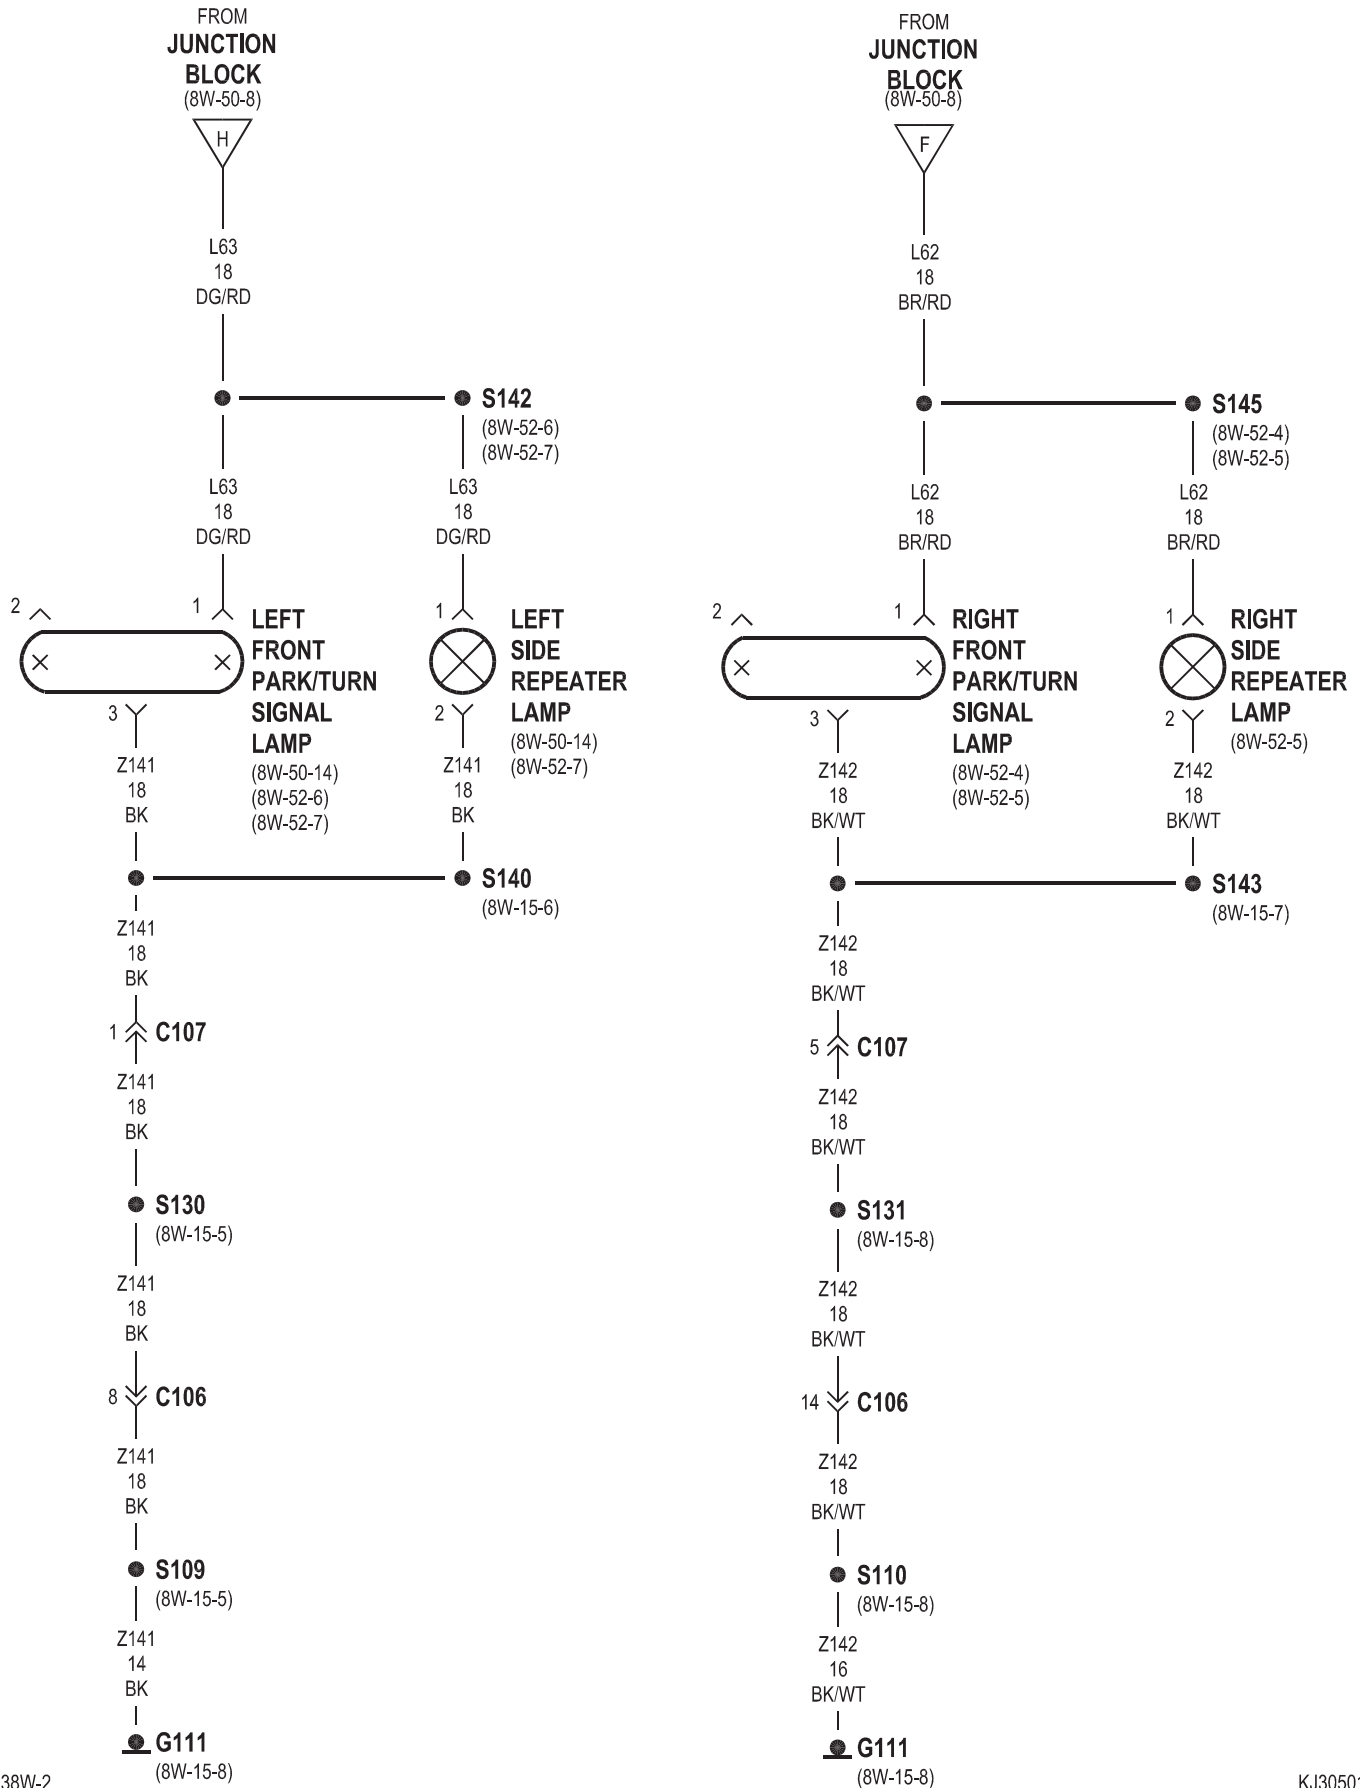 FROM
JUNCTION
BLOCK
(8W-50-8)
H
L63
18
DG/RD
S142
(8W-52-6)
(8W-52-7)
L63
18
DG/RD
L63
18
DG/RD
2
1
LEFT
FRONT
PARK/TURN
SIGNAL
LAMP
(8W-50-14)
(8W-52-6)
(8W-52-7)
1
LEFT
SIDE
REPEATER
LAMP
(8W-50-14)
(8W-52-7)
3
Z141
18
BK
2
Z141
18
BK
S140
(8W-15-6)
Z141
18
BK
1
C107
Z141
18
BK
S130
(8W-15-5)
Z141
18
BK
8
C106
Z141
18
BK
S109
(8W-15-5)
Z141
14
BK
G111
(8W-15-8)
FROM
JUNCTION
BLOCK
(8W-50-8)
F
L62
18
BR/RD
S145
(8W-52-4)
(8W-52-5)
L62
18
BR/RD
L62
18
BR/RD
2
1
RIGHT
FRONT
PARK/TURN
SIGNAL
LAMP
(8W-52-4)
(8W-52-5)
1
RIGHT
SIDE
REPEATER
LAMP
(8W-52-5)
3
Z142
18
BK/WT
2
Z142
18
BK/WT
S143
(8W-15-7)
Z142
18
BK/WT
5
C107
Z142
18
BK/WT
S131
(8W-15-8)
Z142
18
BK/WT
14
C106
Z142
18
BK/WT
S110
(8W-15-8)
Z142
16
BK/WT
G111
(8W-15-8)
38W-2